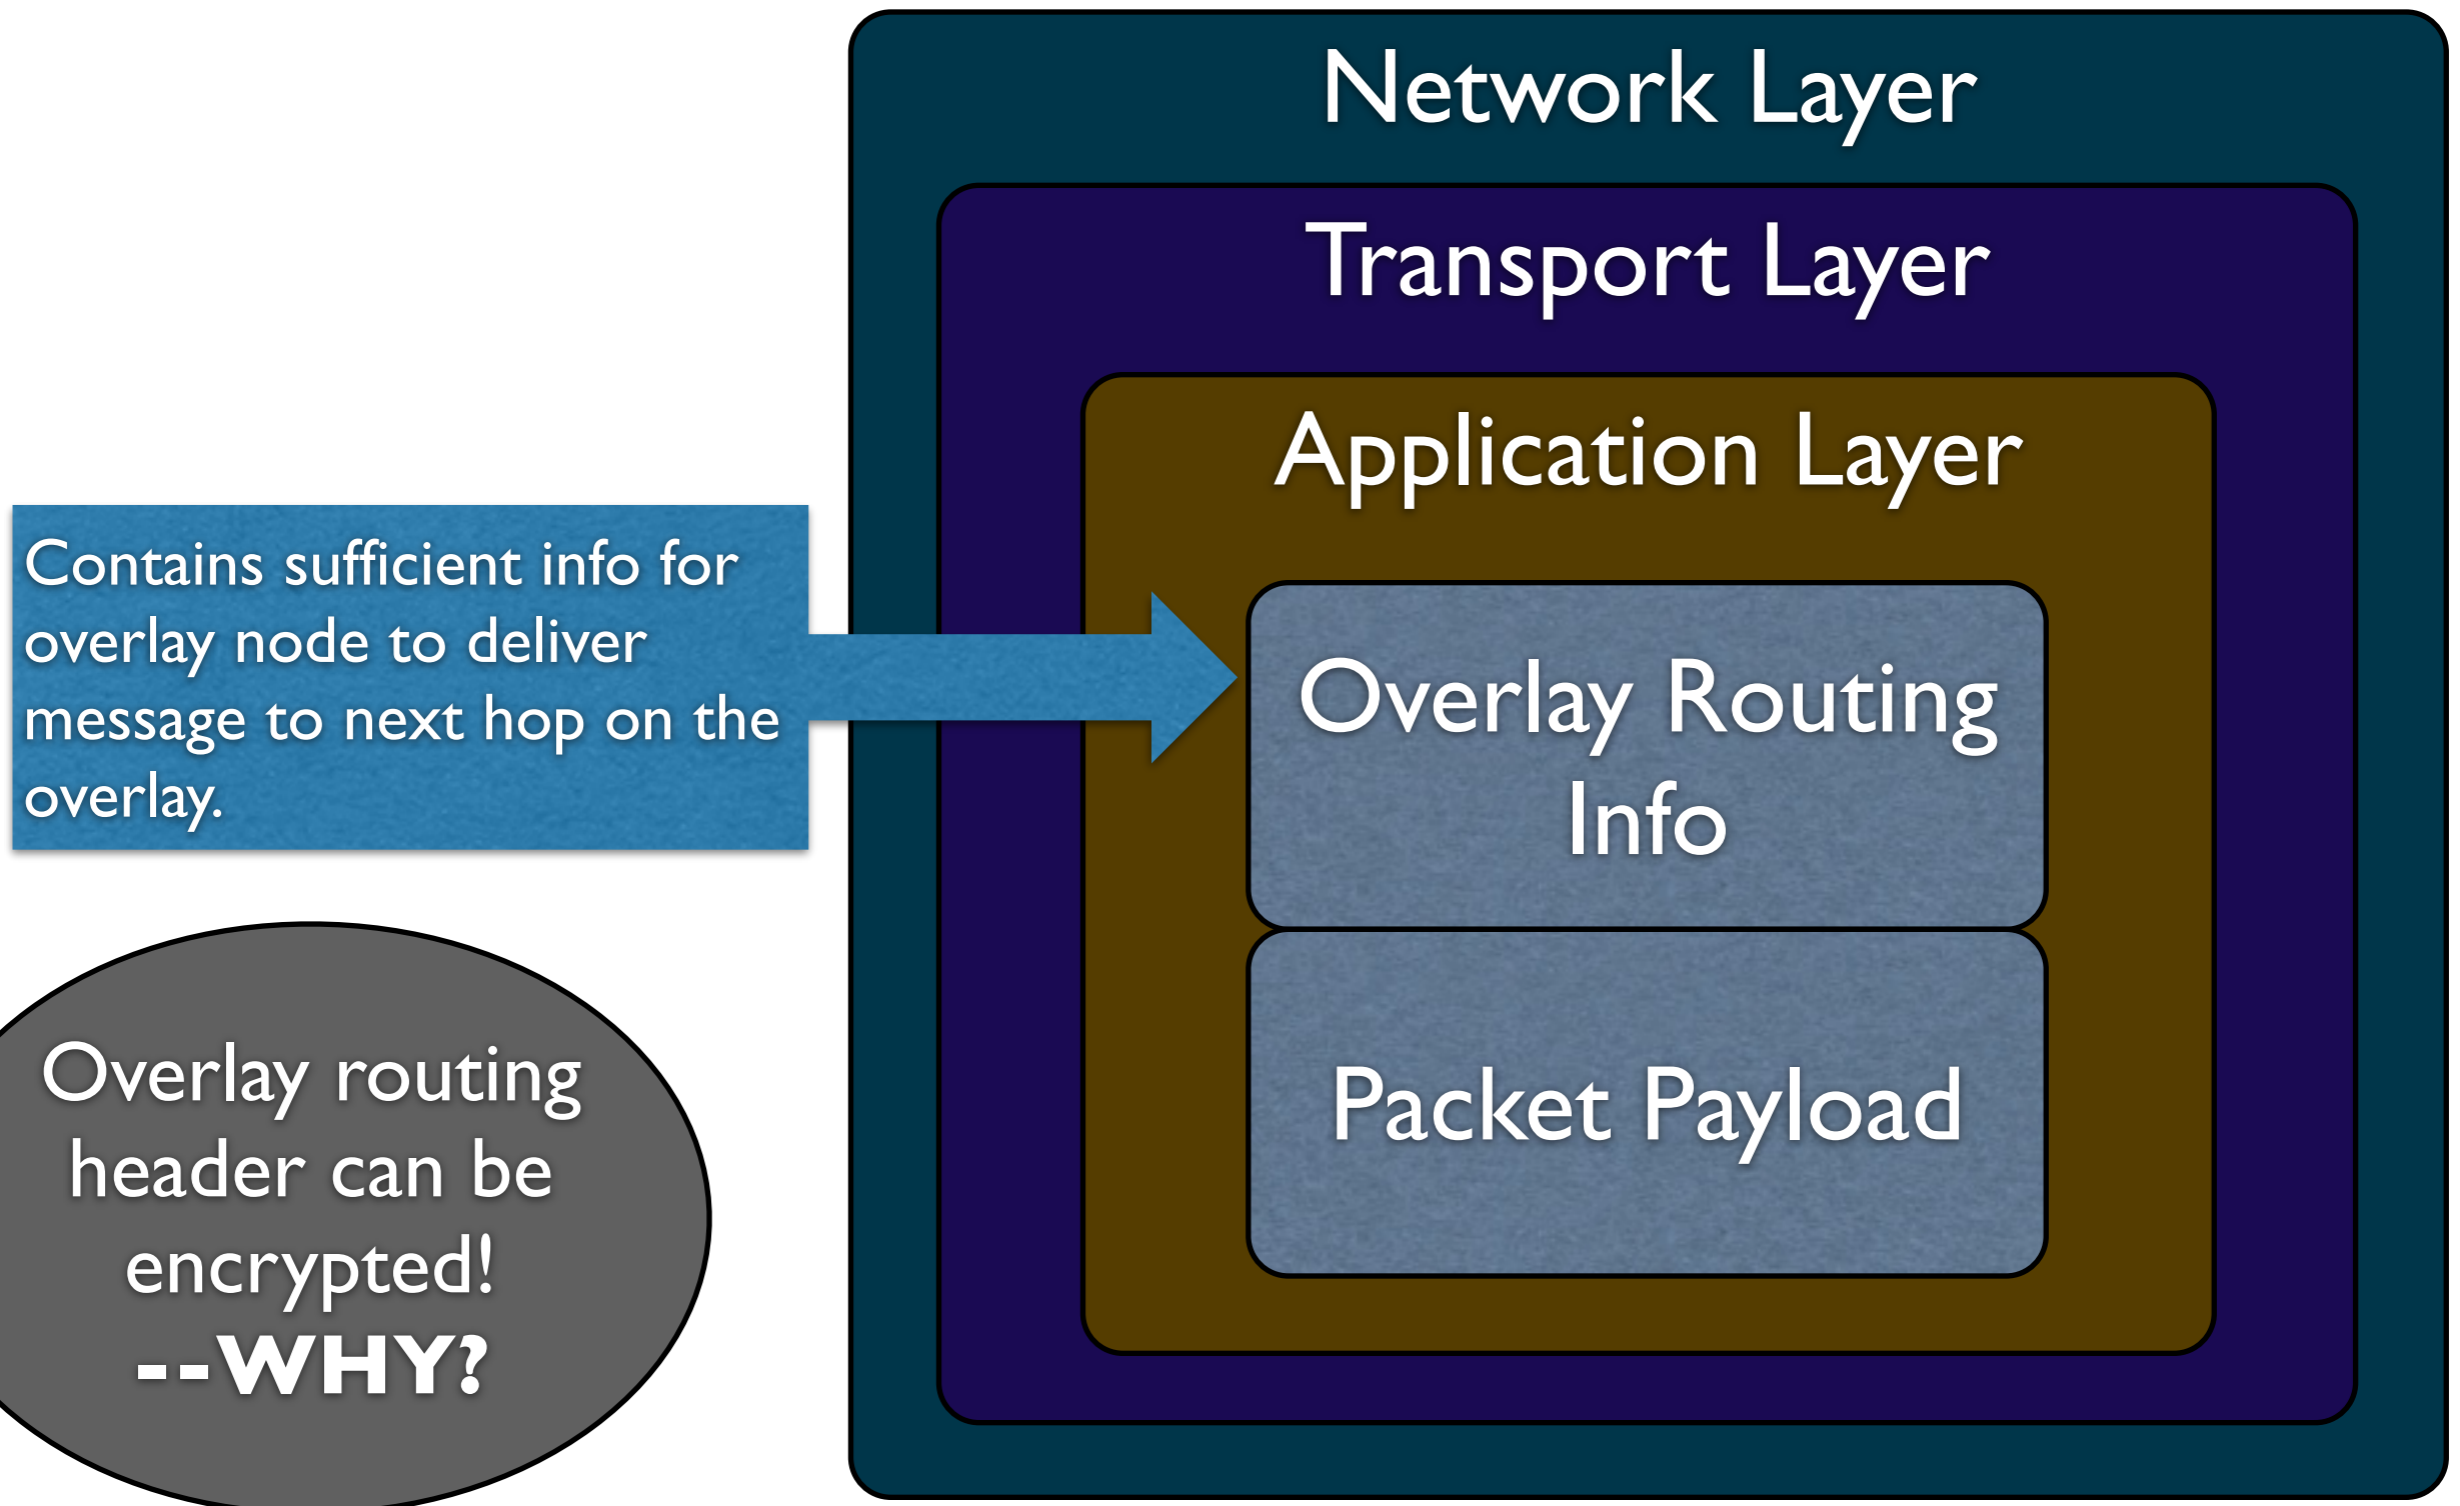 Network Layer
Transport Layer
Application Layer
Contains sufficient info for
overlay node to deliver
message to next hop on the
overlay.
Overlay Routing
Info
Packet Payload
Overlay routing
header can be
encrypted!
--WHY?